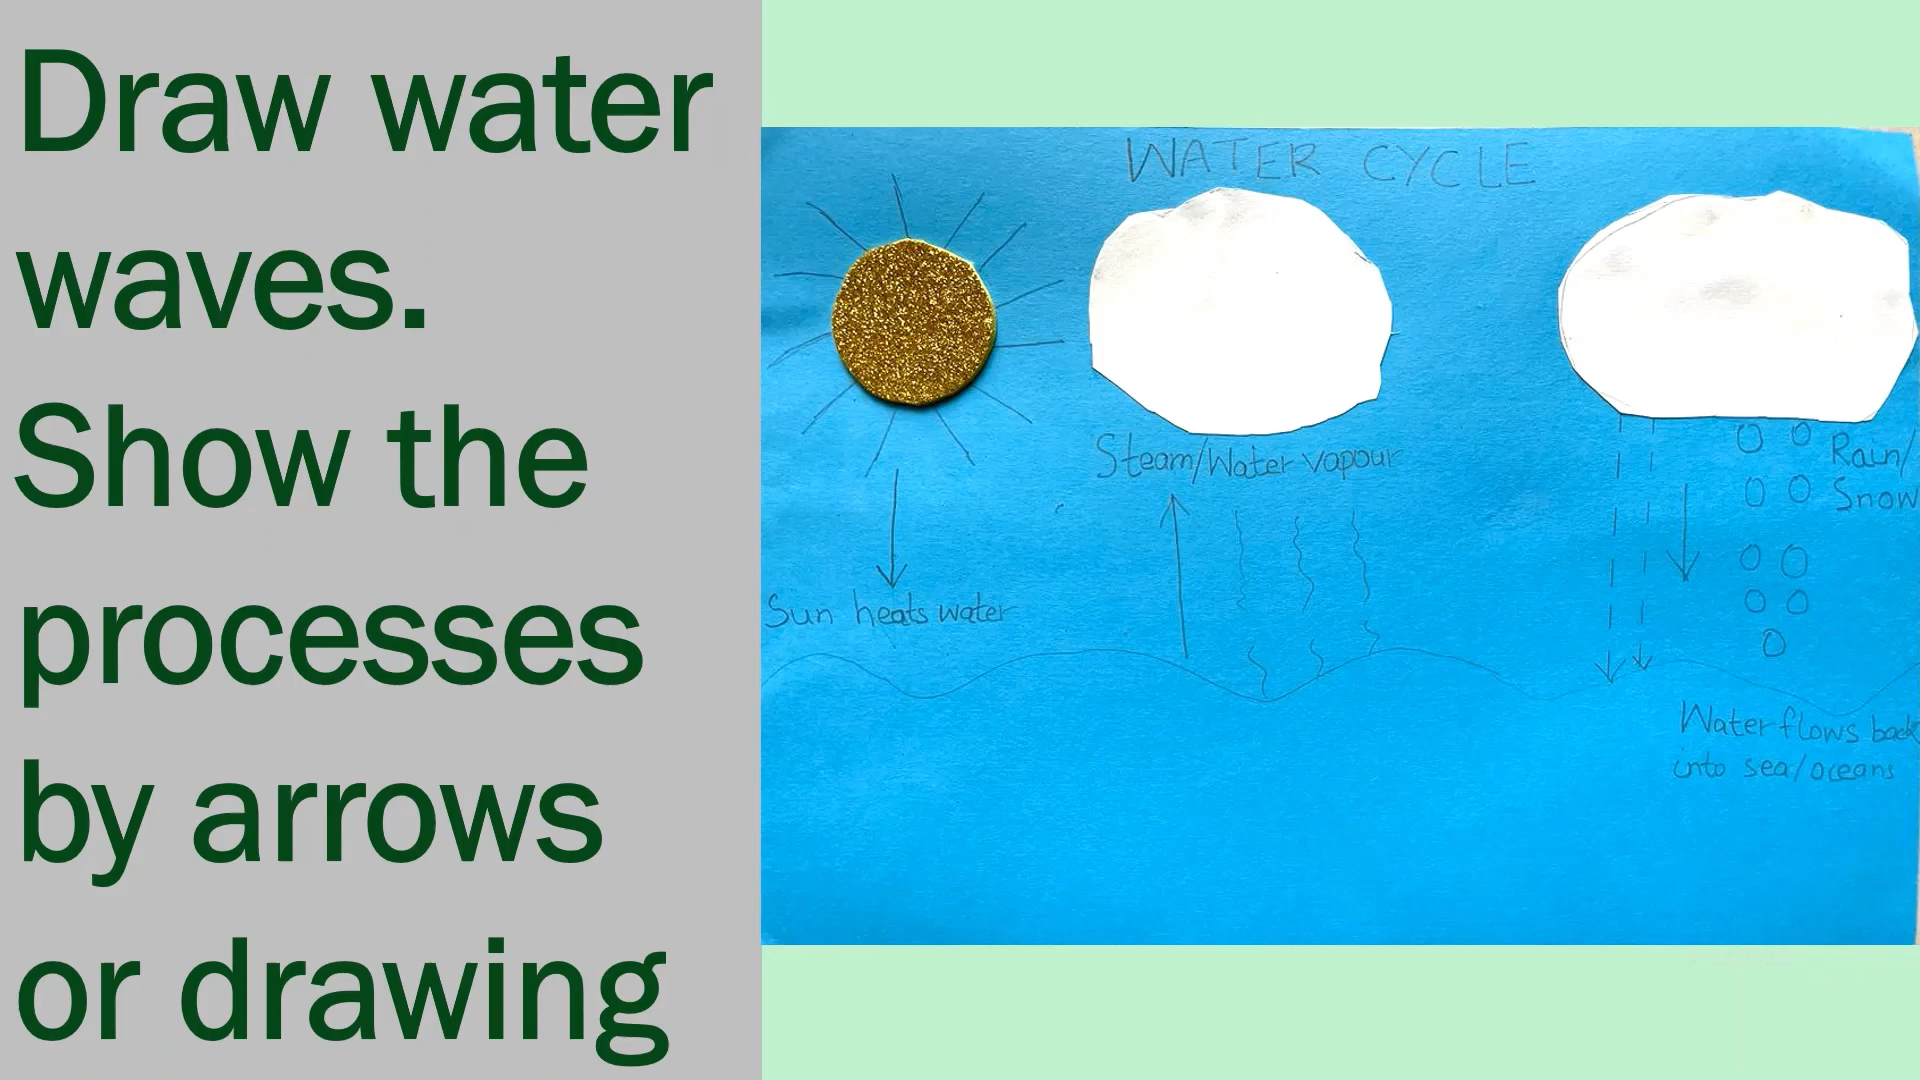 Draw water
waves.
Show the
processes
by arrows
or drawing
WATER CYCLE
Steam/Water vapour
Rain/
Snow
Sun heats water
Water flows back
into sea/oceans